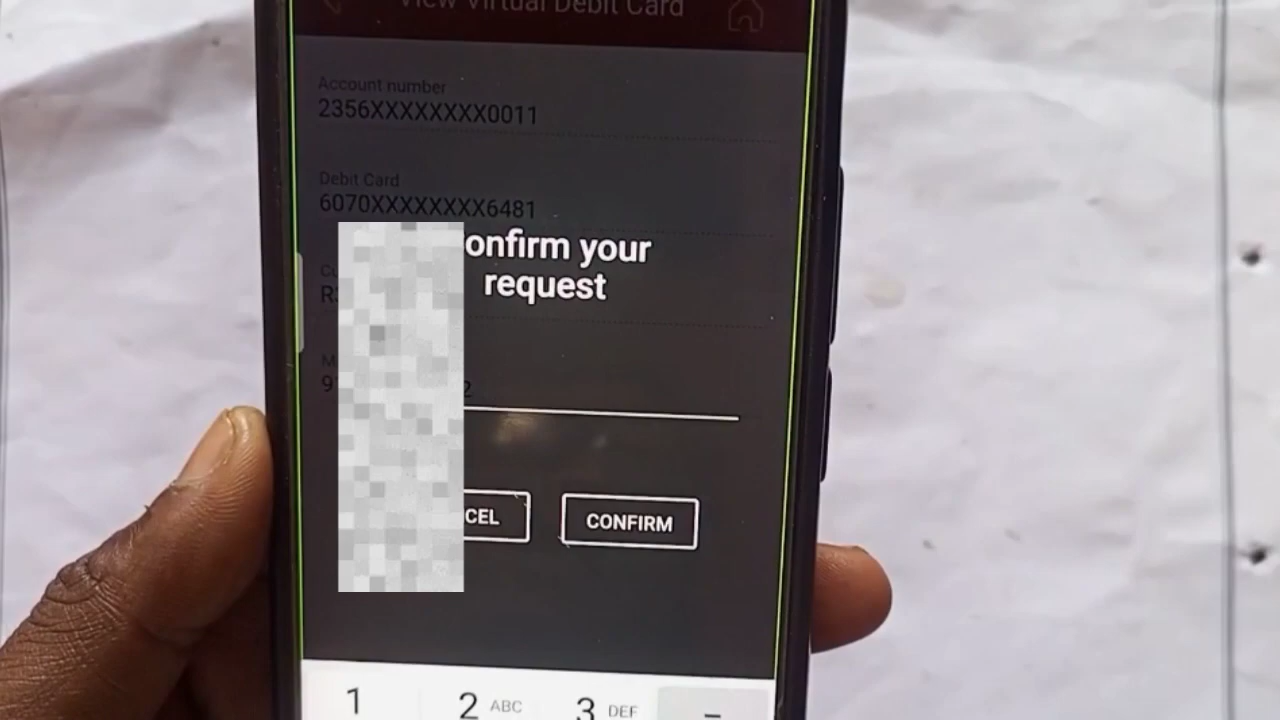 View Virtual Debit Card
Account number
2356XXXXXXXX0011
Debit Card
6070XXXXXXXX6481
onfirm your
request
CEL
CONFIRM
1
2 ABC
3 DEF